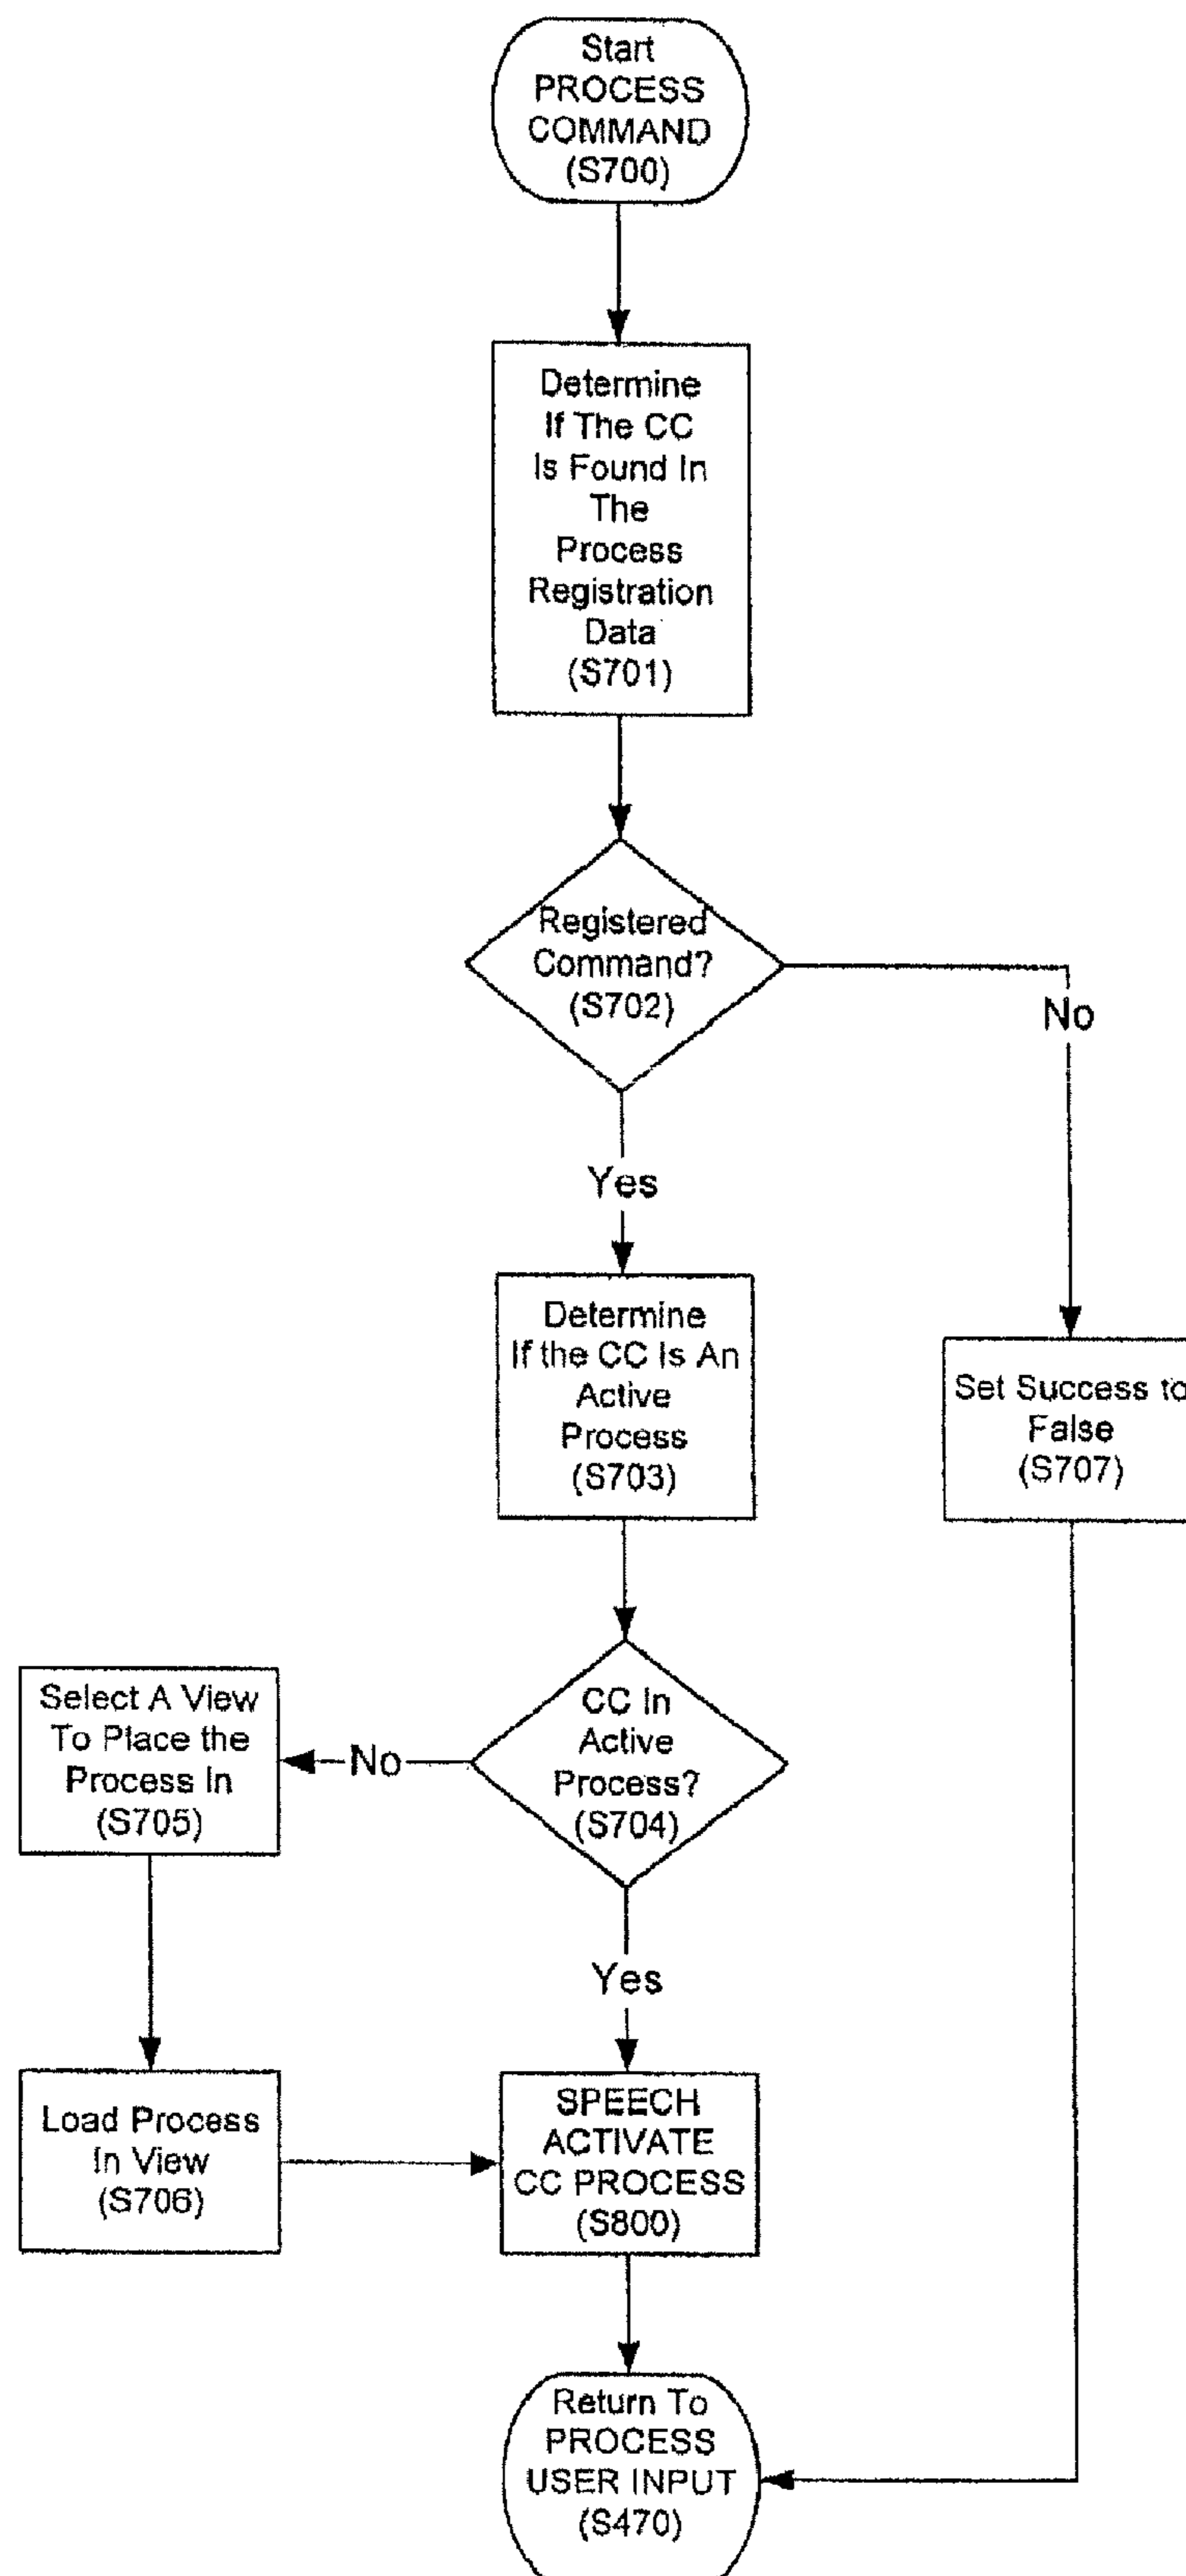 Start
PROCESS
COMMAND
(S700)
Determine
If The CC
Is Found In
The
Process
Registration
Data
(S701)
Registered
Command?
(S702)
No
Yes
Determine
If the CC Is An
Active
Process
(S703)
Set Success to
False
(S707)
CC In
Active
Process?
(S704)
No
Select A View
To Place the
Process In
(S705)
Yes
Load Process
In View
(S706)
SPEECH
ACTIVATE
CC PROCESS
(S800)
Return To
PROCESS
USER INPUT
(S470)